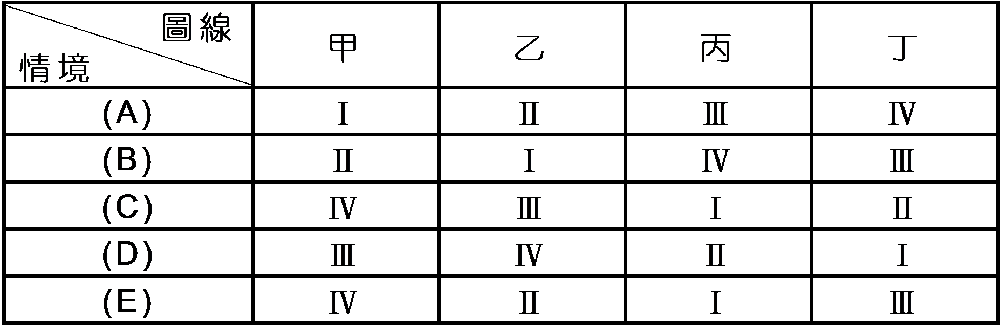 圖線
情境
甲 乙 丙 丁
(A) Ⅰ Ⅱ Ⅲ Ⅳ
(B) Ⅱ Ⅰ Ⅳ Ⅲ
(C) Ⅳ Ⅲ Ⅰ Ⅱ
(D) Ⅲ Ⅳ Ⅱ Ⅰ
(E) Ⅳ Ⅱ Ⅰ Ⅲ